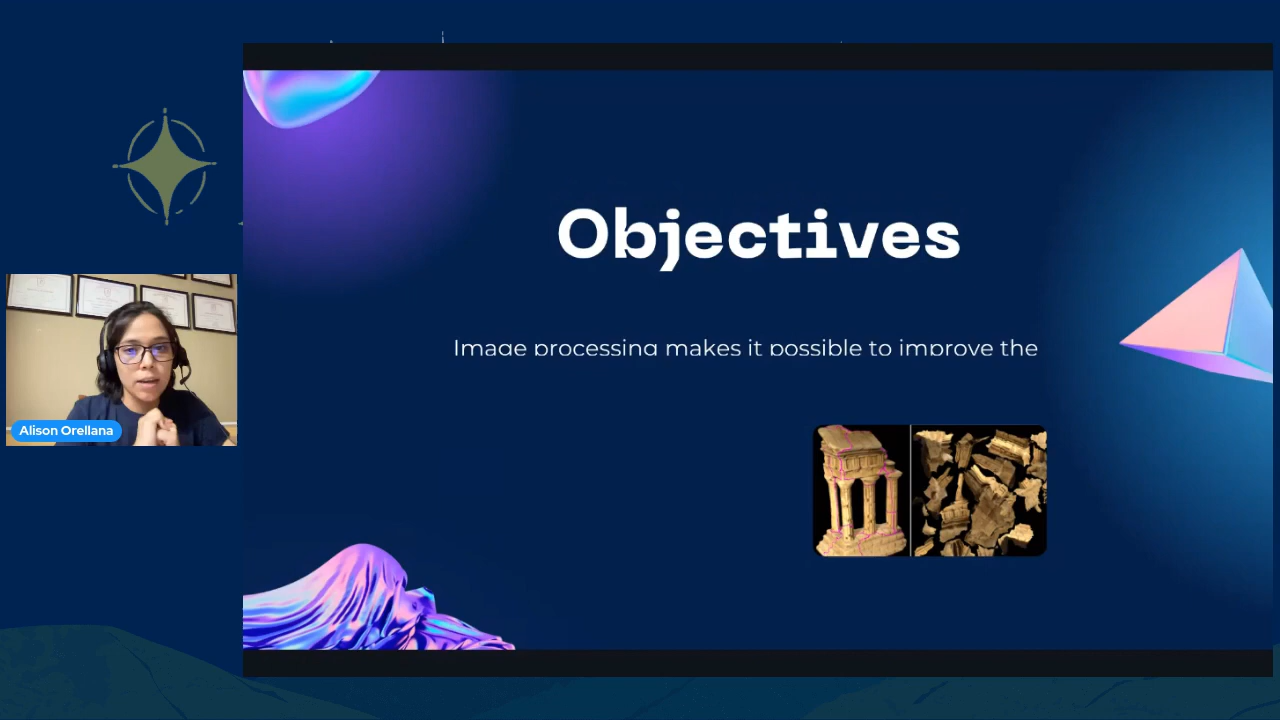 Objectives
Image processing makes it possible to improve the
Alison Orellana